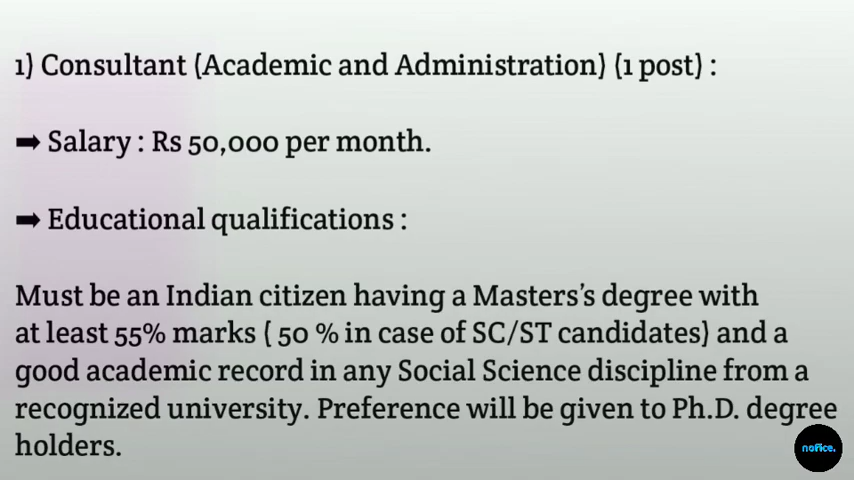 1) Consultant (Academic and Administration) (1 post) :
➡ Salary : Rs 50,000 per month.
➡ Educational qualifications :
Must be an Indian citizen having a Masters's degree with
at least 55% marks ( 50 % in case of SC/ST candidates) and a
good academic record in any Social Science discipline from a
recognized university. Preference will be given to Ph.D. degree
holders.
nofice.